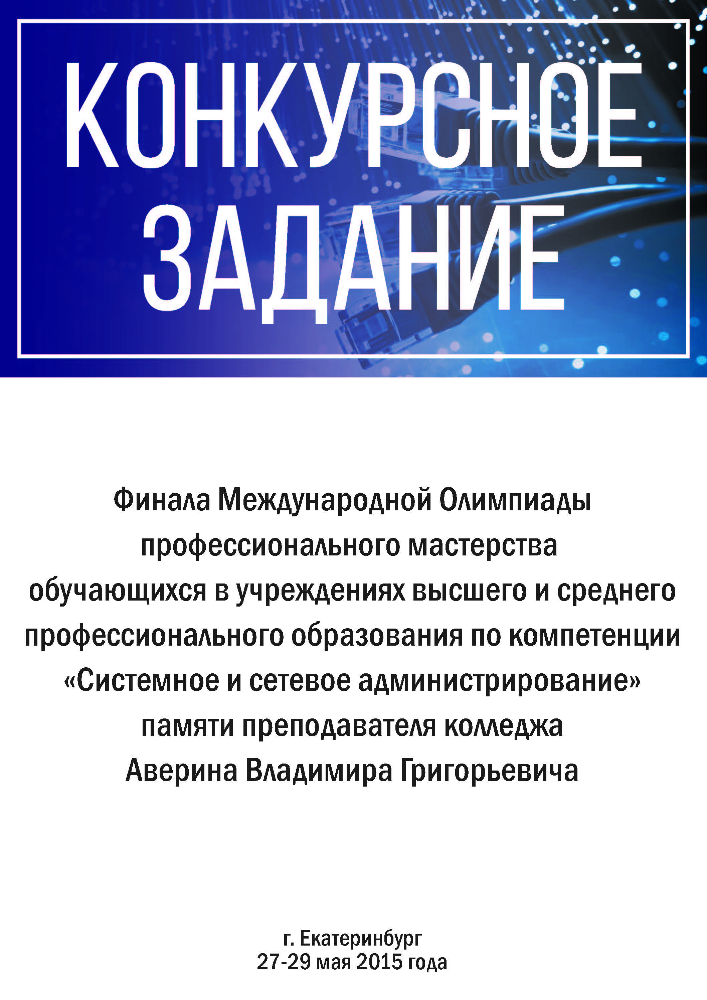 КОНКУРСНОЕ
ЗАДАНИЕ
Финала Международной Олимпиады
профессионального мастерства
обучающихся в учреждениях высшего и среднего
профессионального образования по компетенции
«Системное и сетевое администрирование»
памяти преподавателя колледжа
Аверина Владимира Григорьевича
г. Екатеринбург
27-29 мая 2015 года